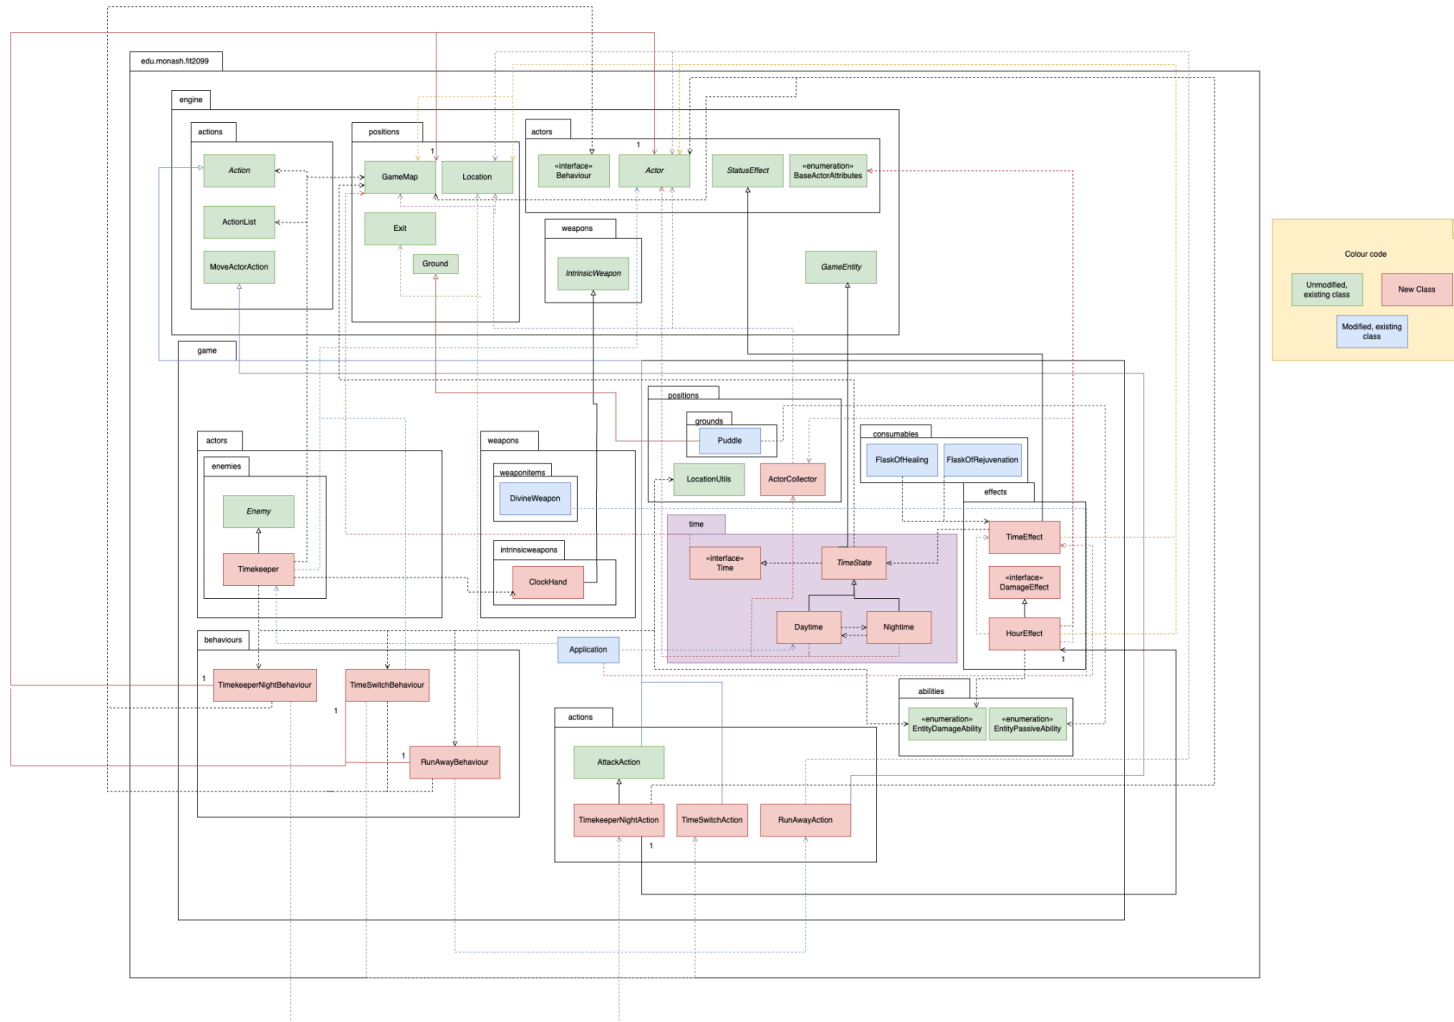 edu.monash.fit2099
engine
actions
Action
ActionList
MoveActorAction
positions
1
GameMap
Location
Exit
Ground
actors
1
«interface»
Behaviour
Actor
StatusEffect
«enumeration»
BaseActorAttributes
weapons
IntrinsicWeapon
GameEntity
Colour code
Unmodified,
existing class
New Class
Modified, existing
class
game
actors
enemies
Enemy
Timekeeper
weapons
weaponitems
DivineWeapon
intrinsicweapons
ClockHand
positions
grounds
Puddle
LocationUtils
ActorCollector
consumables
FlaskOfHealing
FlaskOfRejuvenation
effects
TimeEffect
«interface»
DamageEffect
HourEffect
1
time
«interface»
Time
TimeState
Daytime
Nightime
behaviours
1
TimekeeperNightBehaviour
TimeSwitchBehaviour
1
1
RunAwayBehaviour
Application
abilities
«enumeration»
EntityDamageAbility
«enumeration»
EntityPassiveAbility
actions
AttackAction
TimekeeperNightAction
TimeSwitchAction
RunAwayAction
1